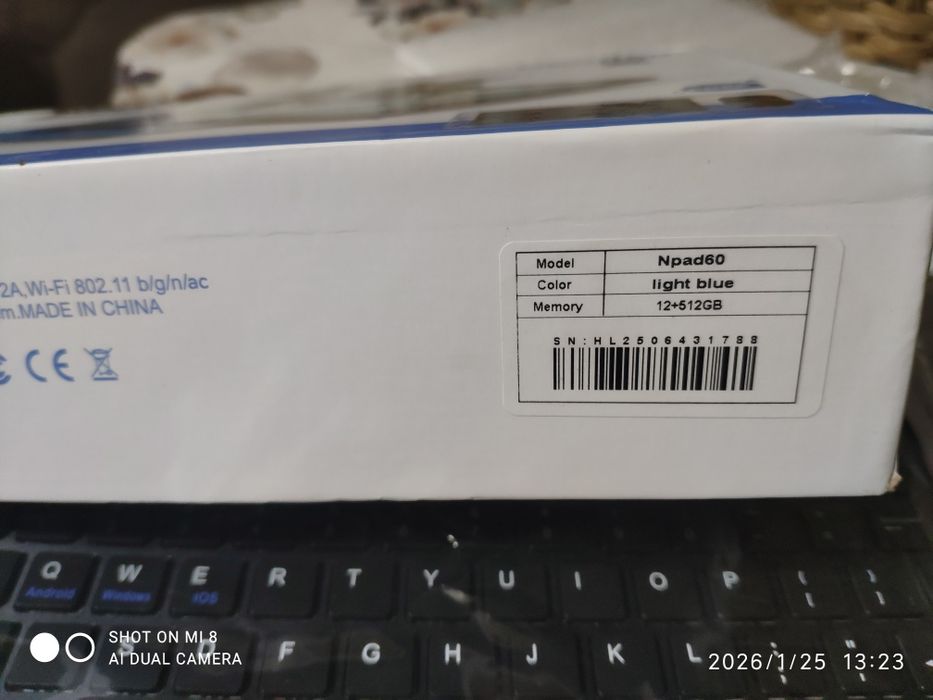 2A,Wi-Fi 802.11 b/g/n/ac
m.MADE IN CHINA
CE
Model Npad60
Color light blue
Memory 12+512GB
SN:HL2506431788
Q W E R T Y U I O P { }
Android Windows iOS [ ]
S D F G H J K L : "
;
SHOT ON MI 8
AI DUAL CAMERA
2026/1/25 13:23